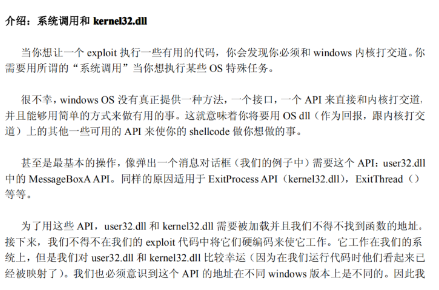 介绍：系统调用和 kernel32.dll
当你想让一个 exploit 执行一些有用的代码，你会发现你必须和 windows 内核打交道。你
需要用所谓的“系统调用”当你想执行某些 OS 特殊任务。
很不幸，windows OS 没有真正提供一种方法，一个接口，一个 API 来直接和内核打交道，
并且能够用简单的方式来做有用的事。这就意味着你将要用 OS dll（作为回报，跟内核打交
道）上的其他一些可用的 API 来使你的 shellcode 做你想做的事。
甚至是最基本的操作，像弹出一个消息对话框（我们的例子中）需要这个 API：user32.dll
中的 MessageBoxA API。同样的原因适用于 ExitProcess API（kernel32.dll），ExitThread（）
等等。
为了用这些 API，user32.dll 和 kernel32.dll 需要被加载并且我们不得不找到函数的地址。
接下来，我们不得不在我们的 exploit 代码中将它们硬编码来使它工作。它工作在我们的系
统上，但是我们对 user32.dll 和 kernel32.dll 比较幸运（因为在我们运行代码时他们看起来已
经被映射了）。我们也必须意识到这个 API 的地址在不同 windows 版本上是不同的。因此我